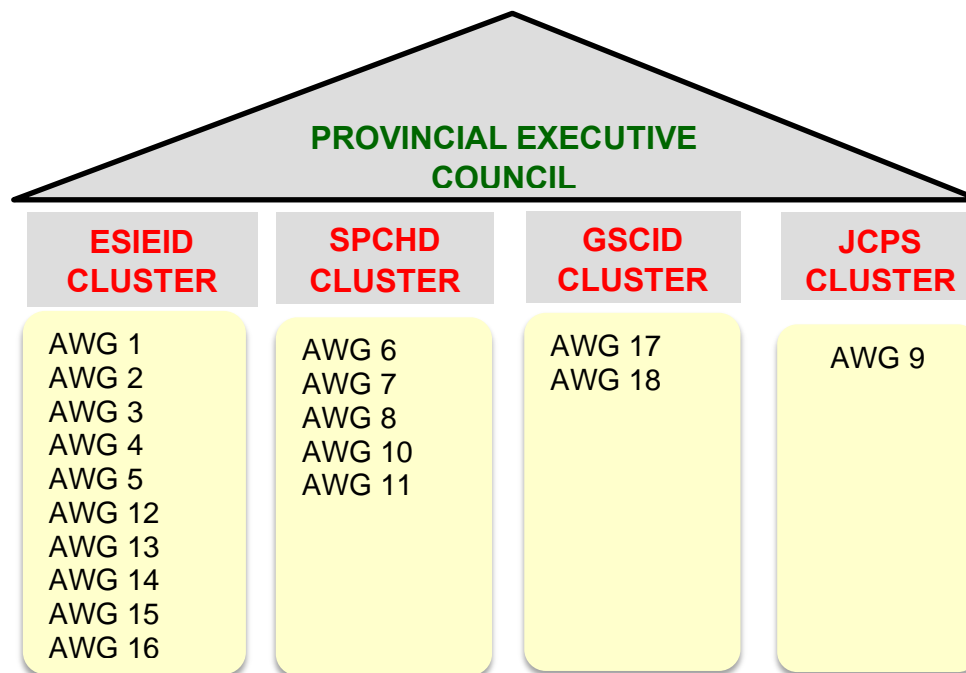 PROVINCIAL EXECUTIVE
COUNCIL
ESIEID
CLUSTER
AWG 1
AWG 2
AWG 3
AWG 4
AWG 5
AWG 12
AWG 13
AWG 14
AWG 15
AWG 16
SPCHD
CLUSTER
AWG 6
AWG 7
AWG 8
AWG 10
AWG 11
GSCID
CLUSTER
AWG 17
AWG 18
JCPS
CLUSTER
AWG 9